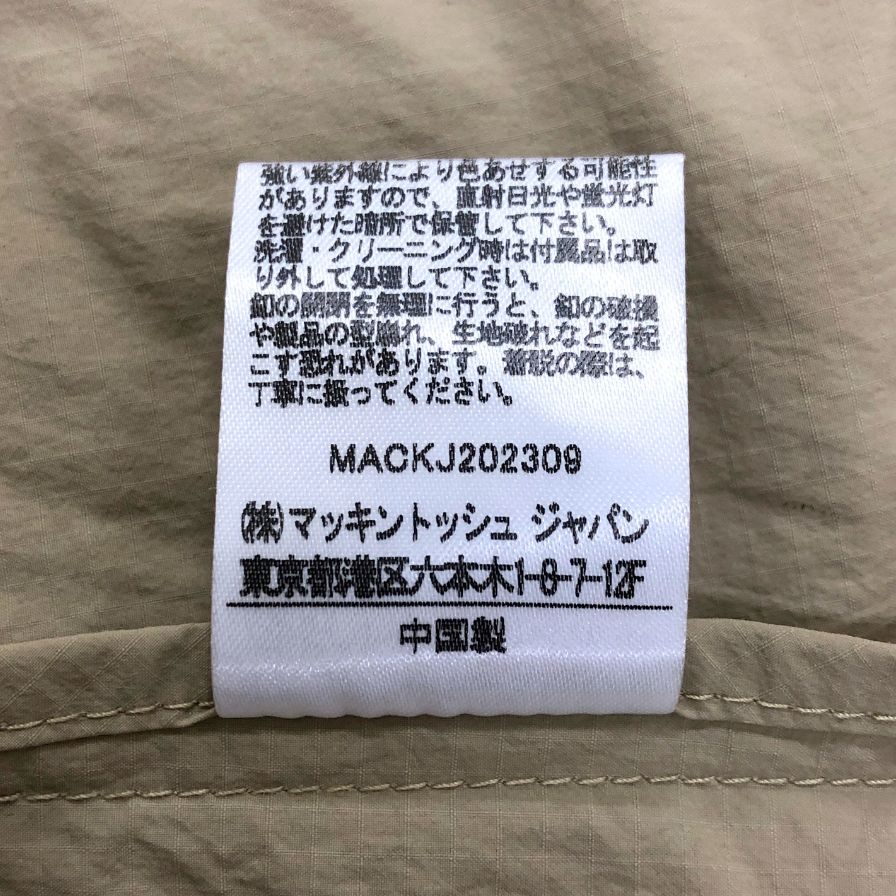 強い紫外線により色あせする可能性
がありますので、直射日光や蛍光灯
を避けた暗所で保管して下さい。
洗濯・クリーニング時は付属品は取
り外して処理して下さい。
釦の開閉を無理に行うと、釦の破損
や製品の型崩れ、生地破れなどを起
こす恐れがあります。着脱の際は、
丁寧に扱ってください。
MACKJ202309
(株)マッキントッシュ ジャパン
東京都港区六本木1-8-7-12F
中国製